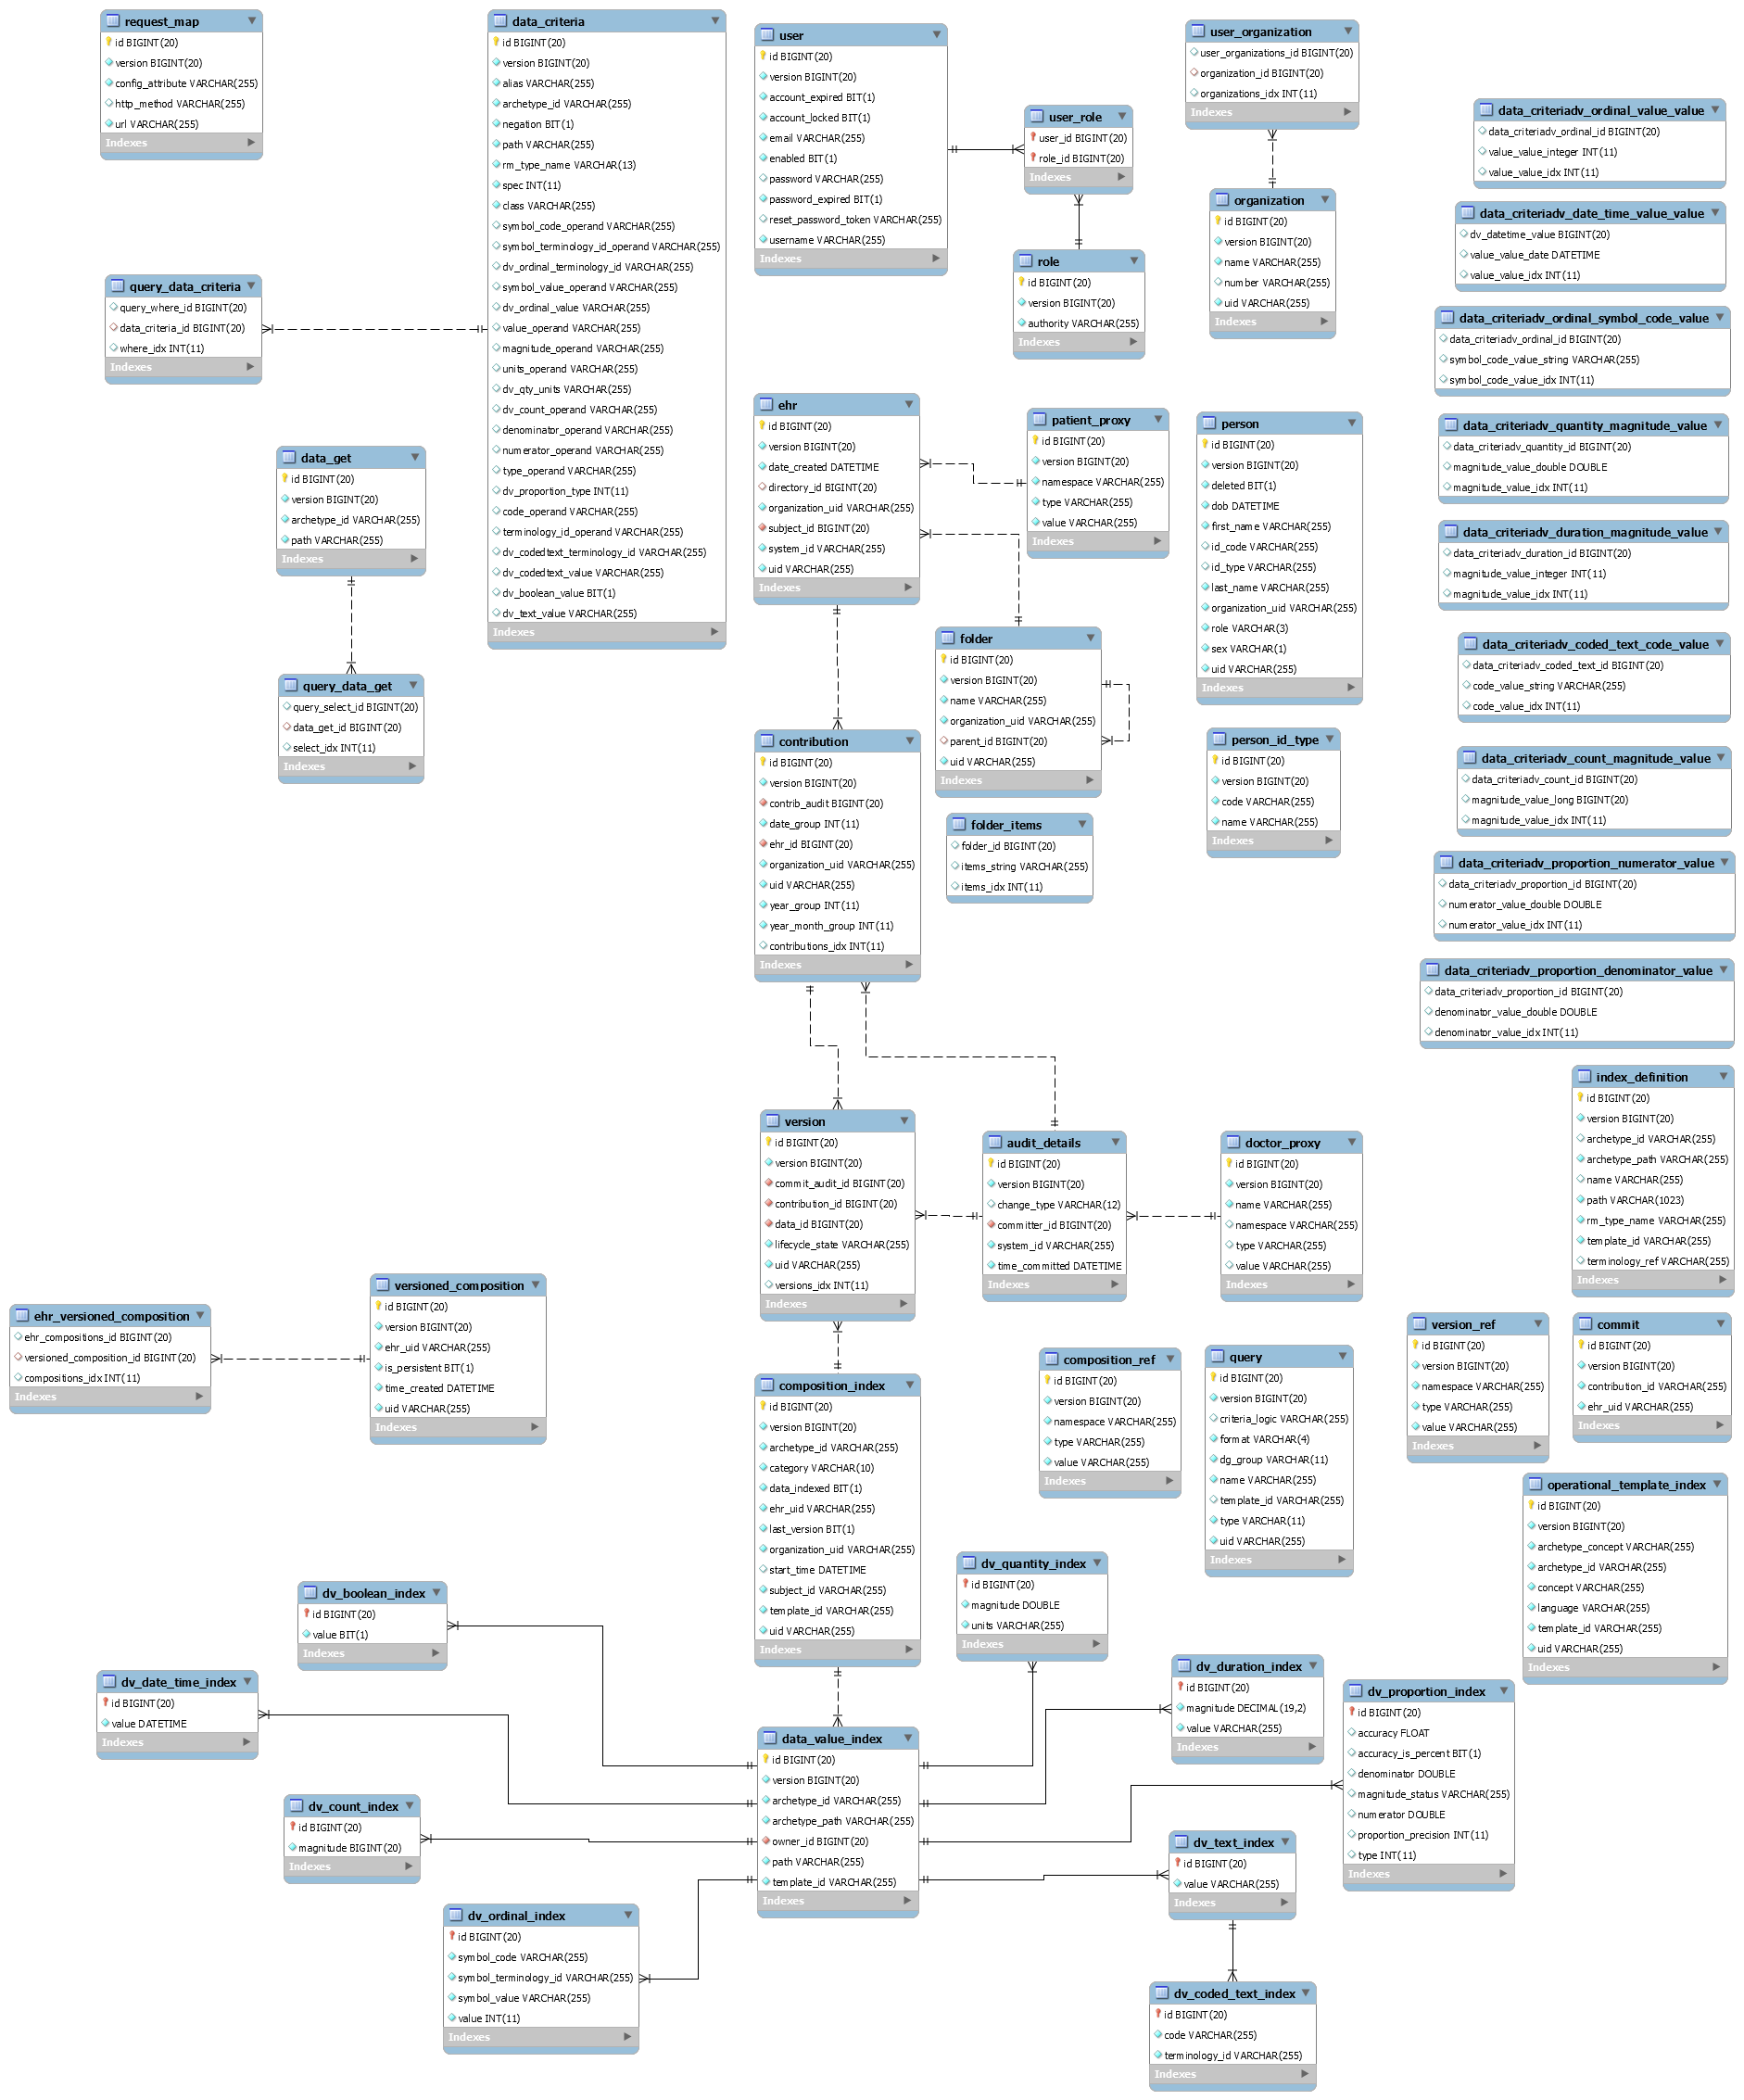 request_map
id BIGINT(20)
version BIGINT(20)
config_attribute VARCHAR(255)
http_method VARCHAR(255)
url VARCHAR(255)
Indexes
data_criteria
id BIGINT(20)
version BIGINT(20)
alias VARCHAR(255)
archetype_id VARCHAR(255)
negation BIT(1)
path VARCHAR(255)
rm_type_name VARCHAR(13)
spec INT(11)
class VARCHAR(255)
symbol_code_operand VARCHAR(255)
symbol_terminology_id_operand VARCHAR(255)
dv_ordinal_terminology_id VARCHAR(255)
symbol_value_operand VARCHAR(255)
dv_ordinal_value VARCHAR(255)
value_operand VARCHAR(255)
magnitude_operand VARCHAR(255)
units_operand VARCHAR(255)
dv_qty_units VARCHAR(255)
dv_count_operand VARCHAR(255)
denominator_operand VARCHAR(255)
numerator_operand VARCHAR(255)
type_operand VARCHAR(255)
dv_proportion_type INT(11)
code_operand VARCHAR(255)
terminology_id_operand VARCHAR(255)
dv_codedtext_terminology_id VARCHAR(255)
dv_codedtext_value VARCHAR(255)
dv_boolean_value BIT(1)
dv_text_value VARCHAR(255)
Indexes
user
id BIGINT(20)
version BIGINT(20)
account_expired BIT(1)
account_locked BIT(1)
email VARCHAR(255)
enabled BIT(1)
password VARCHAR(255)
password_expired BIT(1)
reset_password_token VARCHAR(255)
username VARCHAR(255)
Indexes
user_role
user_id BIGINT(20)
role_id BIGINT(20)
Indexes
role
id BIGINT(20)
version BIGINT(20)
authority VARCHAR(255)
Indexes
user_organization
user_organizations_id BIGINT(20)
organization_id BIGINT(20)
organizations_idx INT(11)
Indexes
organization
id BIGINT(20)
version BIGINT(20)
name VARCHAR(255)
number VARCHAR(255)
uid VARCHAR(255)
Indexes
data_criteriadv_ordinal_value_value
data_criteriadv_ordinal_id BIGINT(20)
value_value_integer INT(11)
value_value_idx INT(11)
data_criteriadv_date_time_value_value
dv_datetime_value BIGINT(20)
value_value_date DATETIME
value_value_idx INT(11)
data_criteriadv_ordinal_symbol_code_value
data_criteriadv_ordinal_id BIGINT(20)
symbol_code_value_string VARCHAR(255)
symbol_code_value_idx INT(11)
data_criteriadv_quantity_magnitude_value
data_criteriadv_quantity_id BIGINT(20)
magnitude_value_double DOUBLE
magnitude_value_idx INT(11)
data_criteriadv_duration_magnitude_value
data_criteriadv_duration_id BIGINT(20)
magnitude_value_integer INT(11)
magnitude_value_idx INT(11)
data_criteriadv_coded_text_code_value
data_criteriadv_coded_text_id BIGINT(20)
code_value_string VARCHAR(255)
code_value_idx INT(11)
data_criteriadv_count_magnitude_value
data_criteriadv_count_id BIGINT(20)
magnitude_value_long BIGINT(20)
magnitude_value_idx INT(11)
data_criteriadv_proportion_numerator_value
data_criteriadv_proportion_id BIGINT(20)
numerator_value_double DOUBLE
numerator_value_idx INT(11)
data_criteriadv_proportion_denominator_value
data_criteriadv_proportion_id BIGINT(20)
denominator_value_double DOUBLE
denominator_value_idx INT(11)
query_data_criteria
query_where_id BIGINT(20)
data_criteria_id BIGINT(20)
where_idx INT(11)
Indexes
data_get
id BIGINT(20)
version BIGINT(20)
archetype_id VARCHAR(255)
path VARCHAR(255)
Indexes
query_data_get
query_select_id BIGINT(20)
data_get_id BIGINT(20)
select_idx INT(11)
Indexes
ehr
id BIGINT(20)
version BIGINT(20)
date_created DATETIME
directory_id BIGINT(20)
organization_uid VARCHAR(255)
subject_id BIGINT(20)
system_id VARCHAR(255)
uid VARCHAR(255)
Indexes
patient_proxy
id BIGINT(20)
version BIGINT(20)
namespace VARCHAR(255)
type VARCHAR(255)
value VARCHAR(255)
Indexes
person
id BIGINT(20)
version BIGINT(20)
deleted BIT(1)
dob DATETIME
first_name VARCHAR(255)
id_code VARCHAR(255)
id_type VARCHAR(255)
last_name VARCHAR(255)
organization_uid VARCHAR(255)
role VARCHAR(3)
sex VARCHAR(1)
uid VARCHAR(255)
Indexes
folder
id BIGINT(20)
version BIGINT(20)
name VARCHAR(255)
organization_uid VARCHAR(255)
parent_id BIGINT(20)
uid VARCHAR(255)
Indexes
folder_items
folder_id BIGINT(20)
items_string VARCHAR(255)
items_idx INT(11)
person_id_type
id BIGINT(20)
version BIGINT(20)
code VARCHAR(255)
name VARCHAR(255)
Indexes
contribution
id BIGINT(20)
version BIGINT(20)
contrib_audit BIGINT(20)
date_group INT(11)
ehr_id BIGINT(20)
organization_uid VARCHAR(255)
uid VARCHAR(255)
year_group INT(11)
year_month_group INT(11)
contributions_idx INT(11)
Indexes
version
id BIGINT(20)
version BIGINT(20)
commit_audit_id BIGINT(20)
contribution_id BIGINT(20)
data_id BIGINT(20)
lifecycle_state VARCHAR(255)
uid VARCHAR(255)
versions_idx INT(11)
Indexes
audit_details
id BIGINT(20)
version BIGINT(20)
change_type VARCHAR(12)
committer_id BIGINT(20)
system_id VARCHAR(255)
time_committed DATETIME
Indexes
doctor_proxy
id BIGINT(20)
version BIGINT(20)
name VARCHAR(255)
namespace VARCHAR(255)
type VARCHAR(255)
value VARCHAR(255)
Indexes
index_definition
id BIGINT(20)
version BIGINT(20)
archetype_id VARCHAR(255)
archetype_path VARCHAR(255)
name VARCHAR(255)
path VARCHAR(1023)
rm_type_name VARCHAR(255)
template_id VARCHAR(255)
terminology_ref VARCHAR(255)
Indexes
ehr_versioned_composition
ehr_compositions_id BIGINT(20)
versioned_composition_id BIGINT(20)
compositions_idx INT(11)
Indexes
versioned_composition
id BIGINT(20)
version BIGINT(20)
ehr_uid VARCHAR(255)
is_persistent BIT(1)
time_created DATETIME
uid VARCHAR(255)
Indexes
composition_index
id BIGINT(20)
version BIGINT(20)
archetype_id VARCHAR(255)
category VARCHAR(10)
data_indexed BIT(1)
ehr_uid VARCHAR(255)
last_version BIT(1)
organization_uid VARCHAR(255)
start_time DATETIME
subject_id VARCHAR(255)
template_id VARCHAR(255)
uid VARCHAR(255)
Indexes
composition_ref
id BIGINT(20)
version BIGINT(20)
namespace VARCHAR(255)
type VARCHAR(255)
value VARCHAR(255)
Indexes
query
id BIGINT(20)
version BIGINT(20)
criteria_logic VARCHAR(255)
format VARCHAR(4)
dg_group VARCHAR(11)
name VARCHAR(255)
template_id VARCHAR(255)
type VARCHAR(11)
uid VARCHAR(255)
Indexes
version_ref
id BIGINT(20)
version BIGINT(20)
namespace VARCHAR(255)
type VARCHAR(255)
value VARCHAR(255)
Indexes
commit
id BIGINT(20)
version BIGINT(20)
contribution_id VARCHAR(255)
ehr_uid VARCHAR(255)
Indexes
operational_template_index
id BIGINT(20)
version BIGINT(20)
archetype_concept VARCHAR(255)
archetype_id VARCHAR(255)
concept VARCHAR(255)
language VARCHAR(255)
template_id VARCHAR(255)
uid VARCHAR(255)
Indexes
dv_boolean_index
id BIGINT(20)
value BIT(1)
Indexes
dv_quantity_index
id BIGINT(20)
magnitude DOUBLE
units VARCHAR(255)
Indexes
dv_date_time_index
id BIGINT(20)
value DATETIME
Indexes
dv_duration_index
id BIGINT(20)
magnitude DECIMAL(19,2)
value VARCHAR(255)
Indexes
dv_proportion_index
id BIGINT(20)
accuracy FLOAT
accuracy_is_percent BIT(1)
denominator DOUBLE
magnitude_status VARCHAR(255)
numerator DOUBLE
proportion_precision INT(11)
type INT(11)
Indexes
data_value_index
id BIGINT(20)
version BIGINT(20)
archetype_id VARCHAR(255)
archetype_path VARCHAR(255)
owner_id BIGINT(20)
path VARCHAR(255)
template_id VARCHAR(255)
Indexes
dv_count_index
id BIGINT(20)
magnitude BIGINT(20)
Indexes
dv_text_index
id BIGINT(20)
value VARCHAR(255)
Indexes
dv_ordinal_index
id BIGINT(20)
symbol_code VARCHAR(255)
symbol_terminology_id VARCHAR(255)
symbol_value VARCHAR(255)
value INT(11)
Indexes
dv_coded_text_index
id BIGINT(20)
code VARCHAR(255)
terminology_id VARCHAR(255)
Indexes